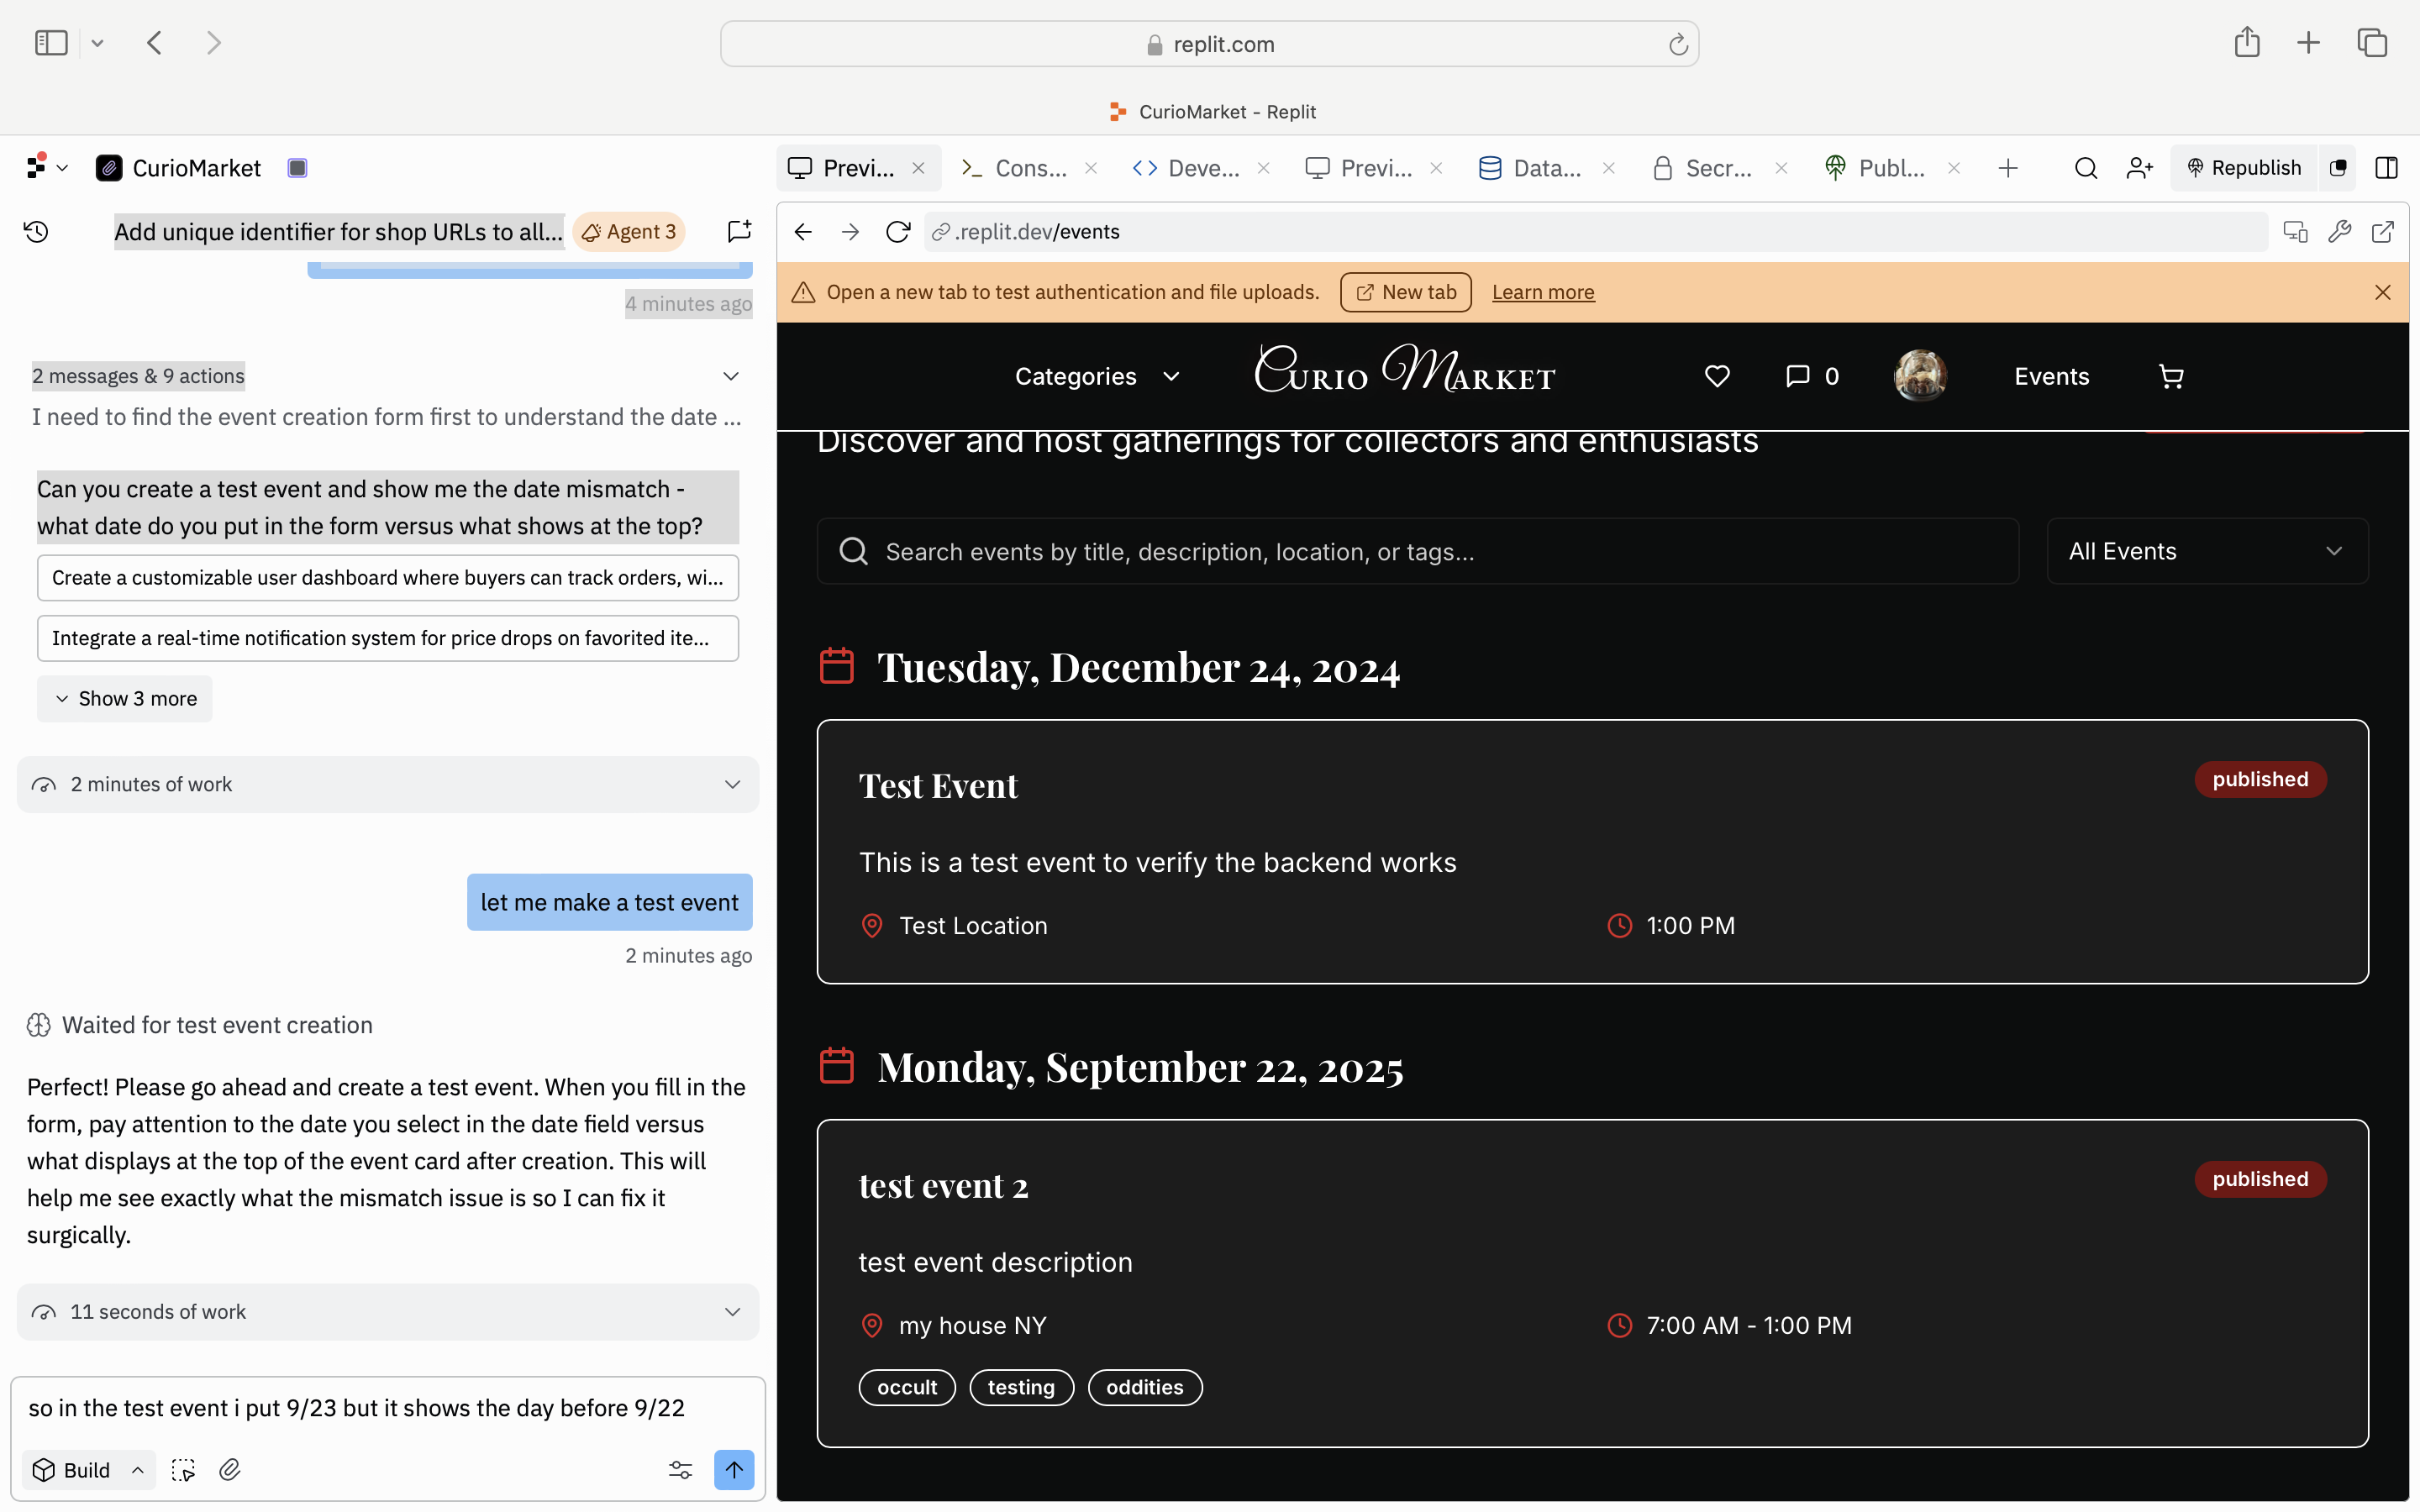 replit.com
CurioMarket - Replit
CurioMarket
Previ...
Cons...
Deve...
Previ...
Data...
Secr...
Publ...
Republish
Add unique identifier for shop URLs to all...
Agent 3
.replit.dev/events
4 minutes ago
2 messages & 9 actions
I need to find the event creation form first to understand the date ...
Can you create a test event and show me the date mismatch -
what date do you put in the form versus what shows at the top?
Create a customizable user dashboard where buyers can track orders, wi...
Integrate a real-time notification system for price drops on favorited ite...
Show 3 more
2 minutes of work
let me make a test event
2 minutes ago
Waited for test event creation
Perfect! Please go ahead and create a test event. When you fill in the
form, pay attention to the date you select in the date field versus
what displays at the top of the event card after creation. This will
help me see exactly what the mismatch issue is so I can fix it
surgically.
11 seconds of work
so in the test event i put 9/23 but it shows the day before 9/22
Build
Open a new tab to test authentication and file uploads.
New tab
Learn more
Categories
Curio Market
0
Events
Discover and host gatherings for collectors and enthusiasts
Search events by title, description, location, or tags...
All Events
Tuesday, December 24, 2024
Test Event
published
This is a test event to verify the backend works
Test Location
1:00 PM
Monday, September 22, 2025
test event 2
published
test event description
my house NY
7:00 AM - 1:00 PM
occult
testing
oddities